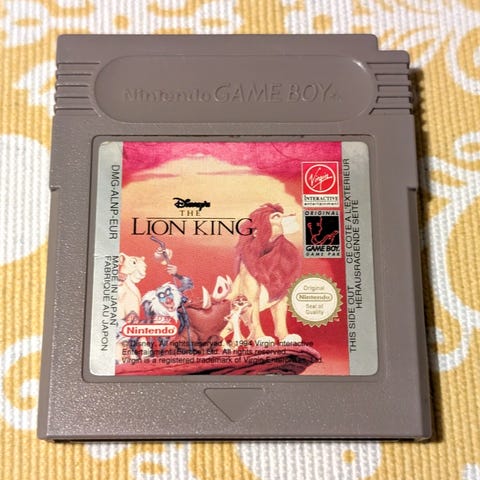 Nintendo GAME BOY™
DMG-ALNP-EUR
MADE IN JAPAN
FABRIQUÉ AU JAPON
Disney's
THE
LION KING
Nintendo
Virgin
INTERACTIVE
entertainment
ORIGINAL
Nintendo
GAME BOY
GAME PAK
Original
Nintendo
Seal of
Quality
THIS SIDE OUT CE COTE A L'EXTERIEUR
HERAUSRAGENDE SEITE
© Disney. All rights reserved. © 1994 Virgin Interactive
Entertainment (Europe) Ltd. All rights reserved.
Virgin is a registered trademark of Virgin Enterprises Ltd.